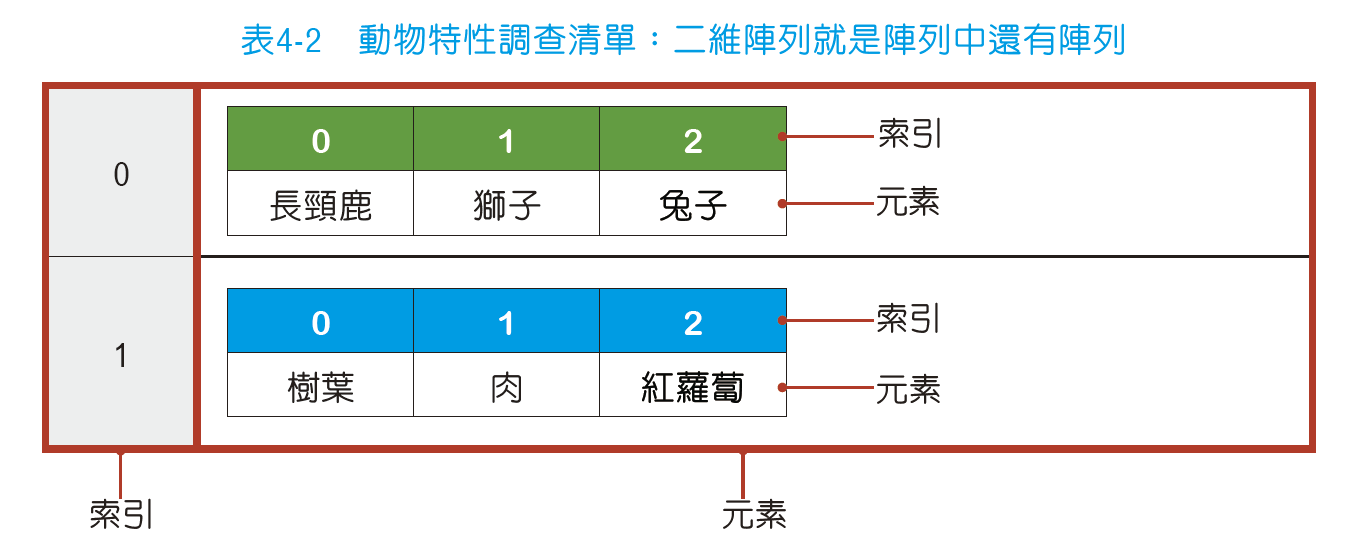 表4-2 動物特性調查清單：二維陣列就是陣列中還有陣列
0
0 1 2 索引
長頸鹿 獅子 兔子 元素
1
0 1 2 索引
樹葉 肉 紅蘿蔔 元素
索引 元素